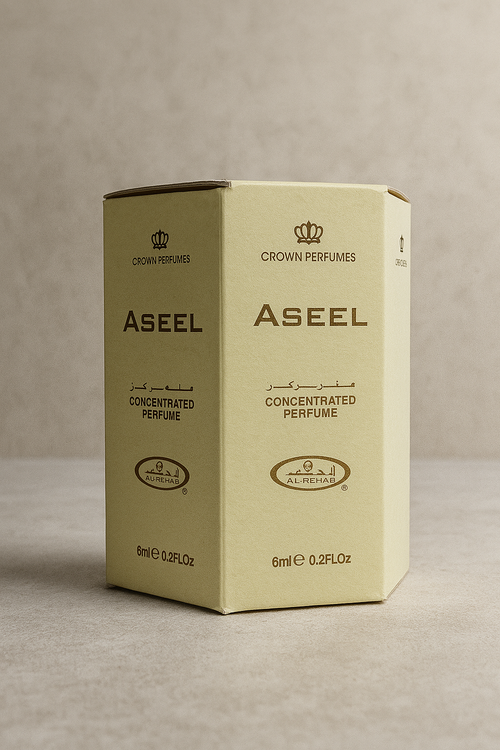 CROWN PERFUMES
ASEEL
CONCENTRATED
PERFUME
AL-REHAB
®
6ml℮ 0.2FLOz
CROWN PERFUMES
ASEEL
CONCENTRATED
PERFUME
AL-REHAB
®
6ml℮ 0.2FLOz